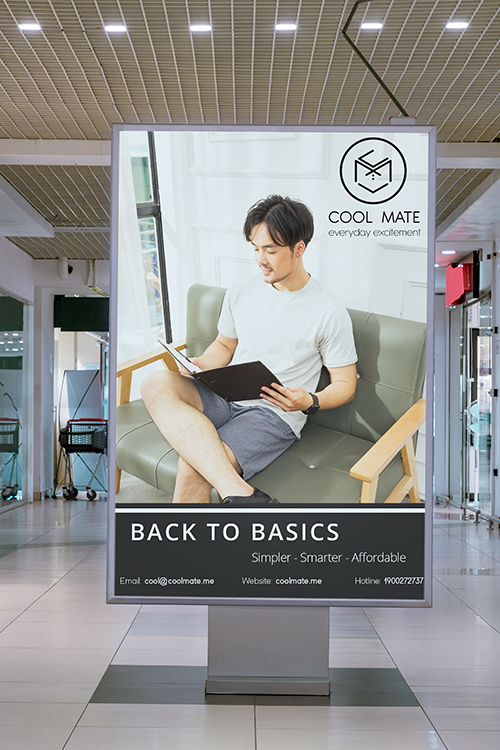 COOL MATE
everyday excitement
BACK TO BASICS
Simpler - Smarter - Affordable
Email: cool@coolmate.me Website: coolmate.me Hotline: 1900272737